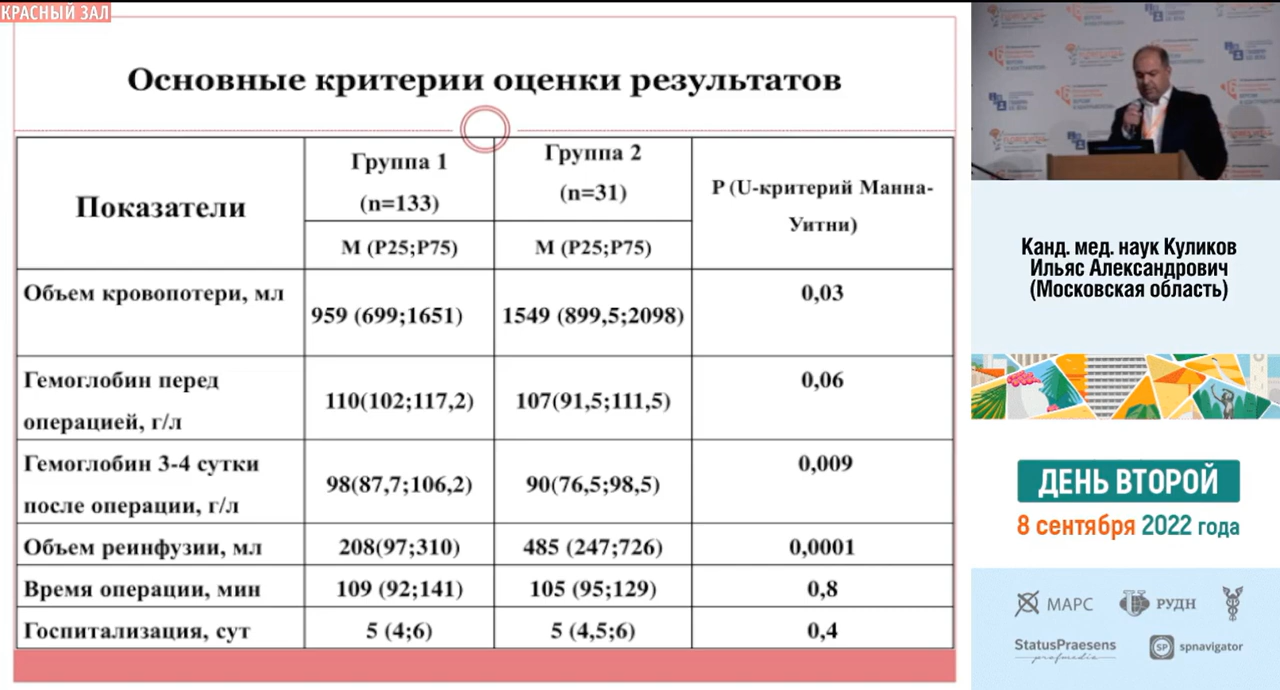 КРАСНЫЙ ЗАЛ
Основные критерии оценки результатов
Показатели
Группа 1
(n=133)
Группа 2
(n=31)
P (U-критерий Манна-
Уитни)
М (P25;P75)
М (P25;P75)
Объем кровопотери, мл
959 (699;1651)
1549 (899,5;2098)
0,03
Гемоглобин перед
операцией, г/л
110(102;117,2)
107(91,5;111,5)
0,06
Гемоглобин 3-4 сутки
после операции, г/л
98(87,7;106,2)
90(76,5;98,5)
0,009
Объем реинфузии, мл
208(97;310)
485 (247;726)
0,0001
Время операции, мин
109 (92;141)
105 (95;129)
0,8
Госпитализация, сут
5 (4;6)
5 (4,5;6)
0,4
Канд. мед. наук Куликов
Ильяс Александрович
(Московская область)
ДЕНЬ ВТОРОЙ
8 сентября 2022 года
МАРС
РУДН
StatusPraesens
profmedia
SP
spnavigator